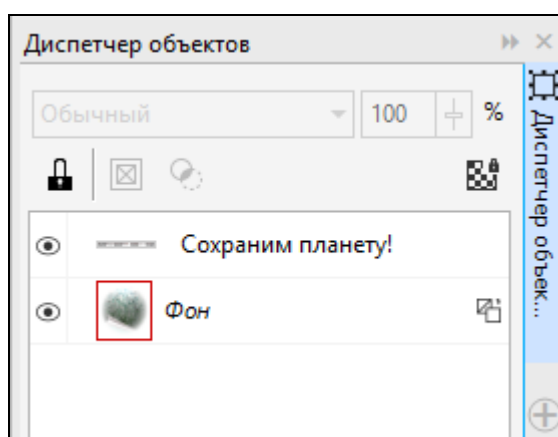 Диспетчер объектов
Обычный 100 %
Сохраним планету!
Фон
Диспетчер объек...